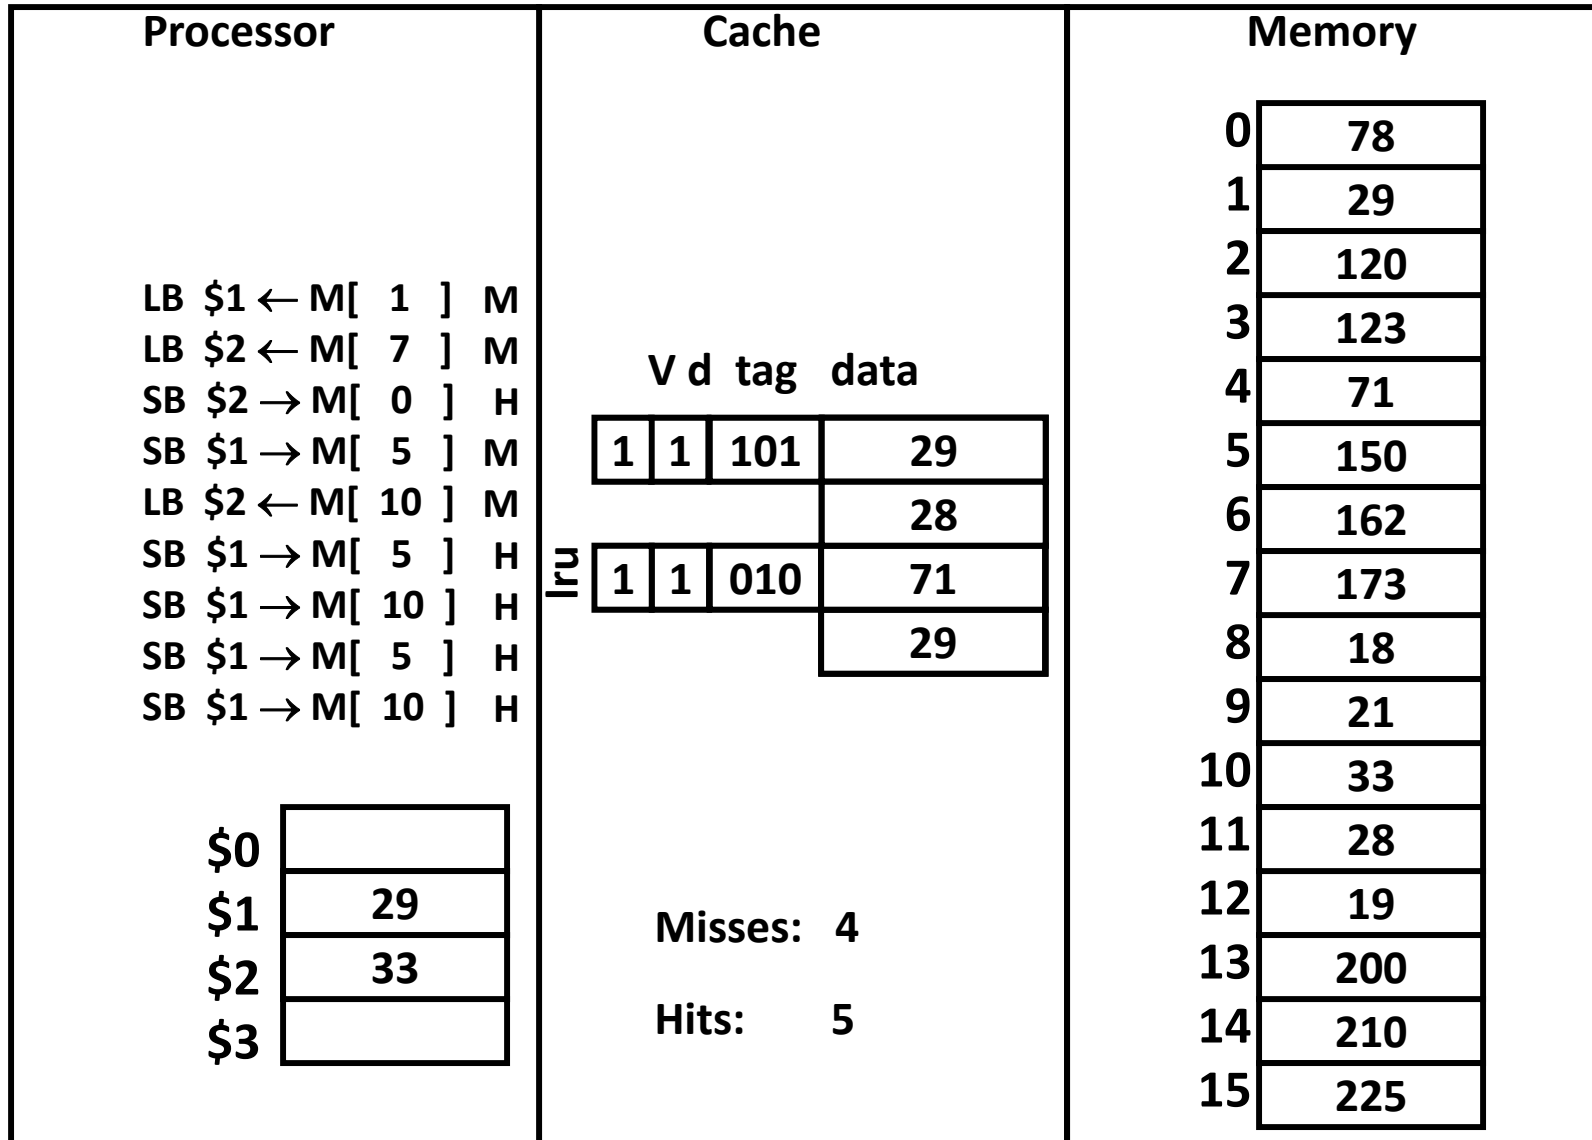 Processor
LB $1 ← M[ 1 ] M
LB $2 ← M[ 7 ] M
SB $2 → M[ 0 ] H
SB $1 → M[ 5 ] M
LB $2 ← M[ 10 ] M
SB $1 → M[ 5 ] H
SB $1 → M[ 10 ] H
SB $1 → M[ 5 ] H
SB $1 → M[ 10 ] H
$0
$1 29
$2 33
$3
Cache
V d tag data
1 1 101 29
28
lru 1 1 010 71
29
Misses: 4
Hits: 5
Memory
0 78
1 29
2 120
3 123
4 71
5 150
6 162
7 173
8 18
9 21
10 33
11 28
12 19
13 200
14 210
15 225